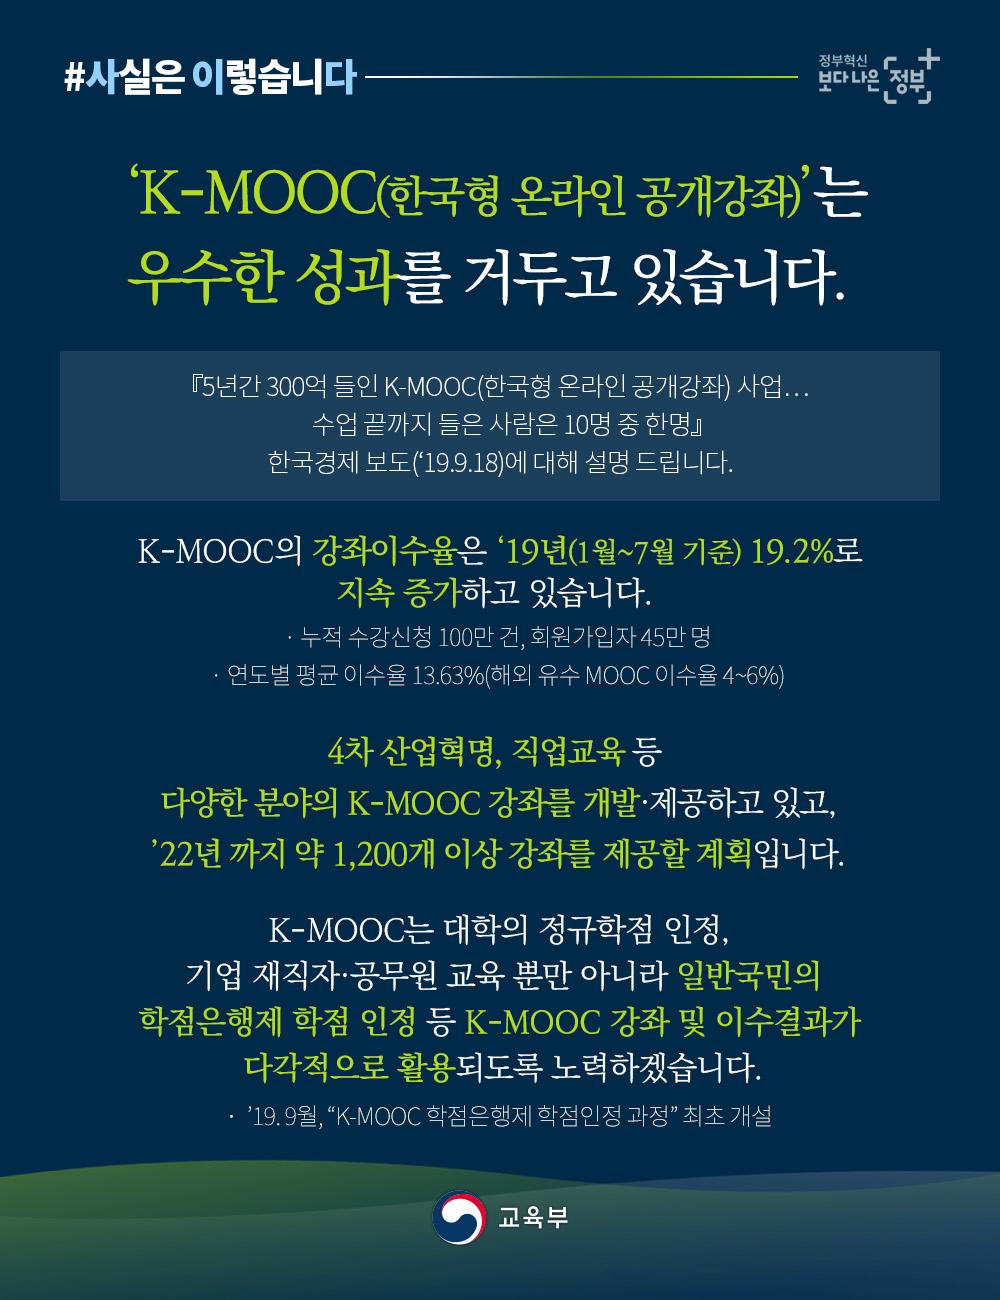 #사실은 이렇습니다
정부혁신
보다나은 정부
‘K-MOOC(한국형 온라인 공개강좌)’는
우수한 성과를 거두고 있습니다.
『5년간 300억 들인 K-MOOC(한국형 온라인 공개강좌) 사업…
수업 끝까지 들은 사람은 10명 중 한명』
한국경제 보도(‘19.9.18)에 대해 설명 드립니다.
K-MOOC의 강좌이수율은 ‘19년(1월~7월 기준) 19.2%로
지속 증가하고 있습니다.
· 누적 수강신청 100만 건, 회원가입자 45만 명
· 연도별 평균 이수율 13.63%(해외 유수 MOOC 이수율 4~6%)
4차 산업혁명, 직업교육 등
다양한 분야의 K-MOOC 강좌를 개발·제공하고 있고,
’22년 까지 약 1,200개 이상 강좌를 제공할 계획입니다.
K-MOOC는 대학의 정규학점 인정,
기업 재직자·공무원 교육 뿐만 아니라 일반국민의
학점은행제 학점 인정 등 K-MOOC 강좌 및 이수결과가
다각적으로 활용되도록 노력하겠습니다.
· ’19. 9월, “K-MOOC 학점은행제 학점인정 과정” 최초 개설
교육부